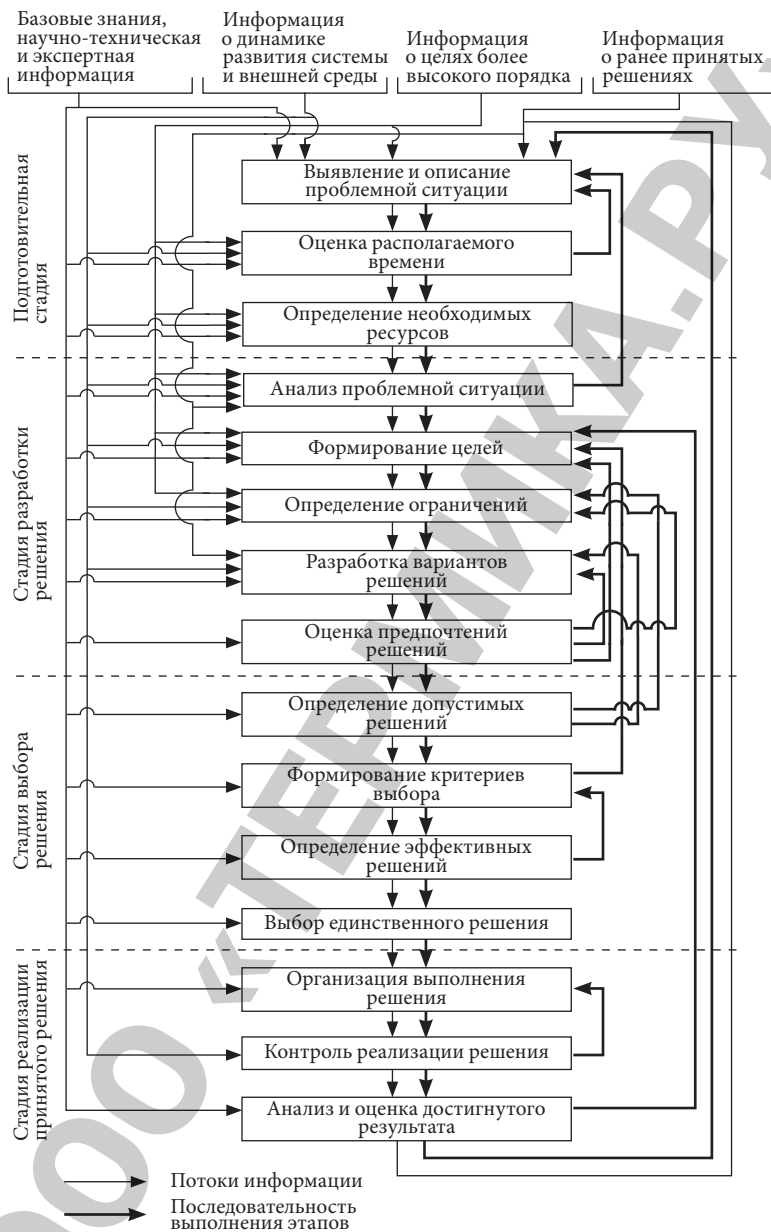 Базовые знания,
научно-техническая
и экспертная
информация
Информация
о динамике
развития системы
и внешней среды
Информация
о целях более
высокого порядка
Информация
о ранее принятых
решениях
Подготовительная
стадия
Выявление и описание
проблемной ситуации
Оценка располагаемого
времени
Определение необходимых
ресурсов
Стадия разработки
решения
Анализ проблемной ситуации
Формирование целей
Определение ограничений
Разработка вариантов
решений
Оценка предпочтений
решений
Стадия выбора
решения
Определение допустимых
решений
Формирование критериев
выбора
Определение эффективных
решений
Выбор единственного решения
Стадия реализации
принятого решения
Организация выполнения
решения
Контроль реализации решения
Анализ и оценка достигнутого
результата
Потоки информации
Последовательность
выполнения этапов
ООО «ТЕРМИКА.РУ»